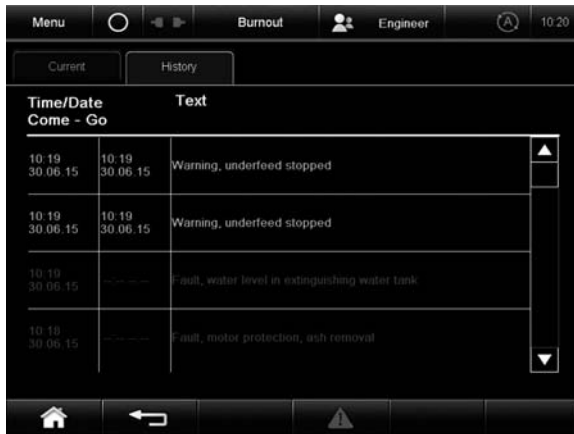 Menu Burnout Engineer (A) 10:20
Current History
Time/Date Text
Come - Go
10:19 10:19 Warning, underfeed stopped
30.06.15 30.06.15
10:19 10:19 Warning, underfeed stopped
30.06.15 30.06.15
10:19 --:-- --.--.-- Fault, water level in extinguishing water tank
30.06.15
10:18 --:-- --.--.-- Fault, motor protection, ash removal
30.06.15